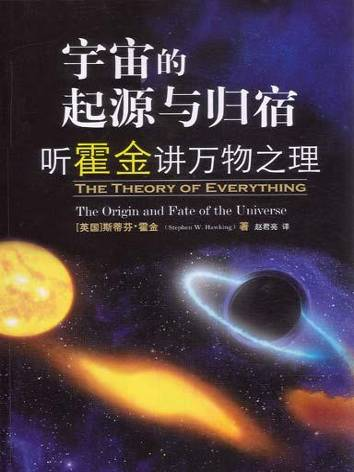 宇宙的
起源与归宿
听霍金讲万物之理
THE THEORY OF EVERYTHING
The Origin and Fate of the Universe
[英国]斯蒂芬·霍金 (Stephen W. Hawking) 著 赵君亮 译